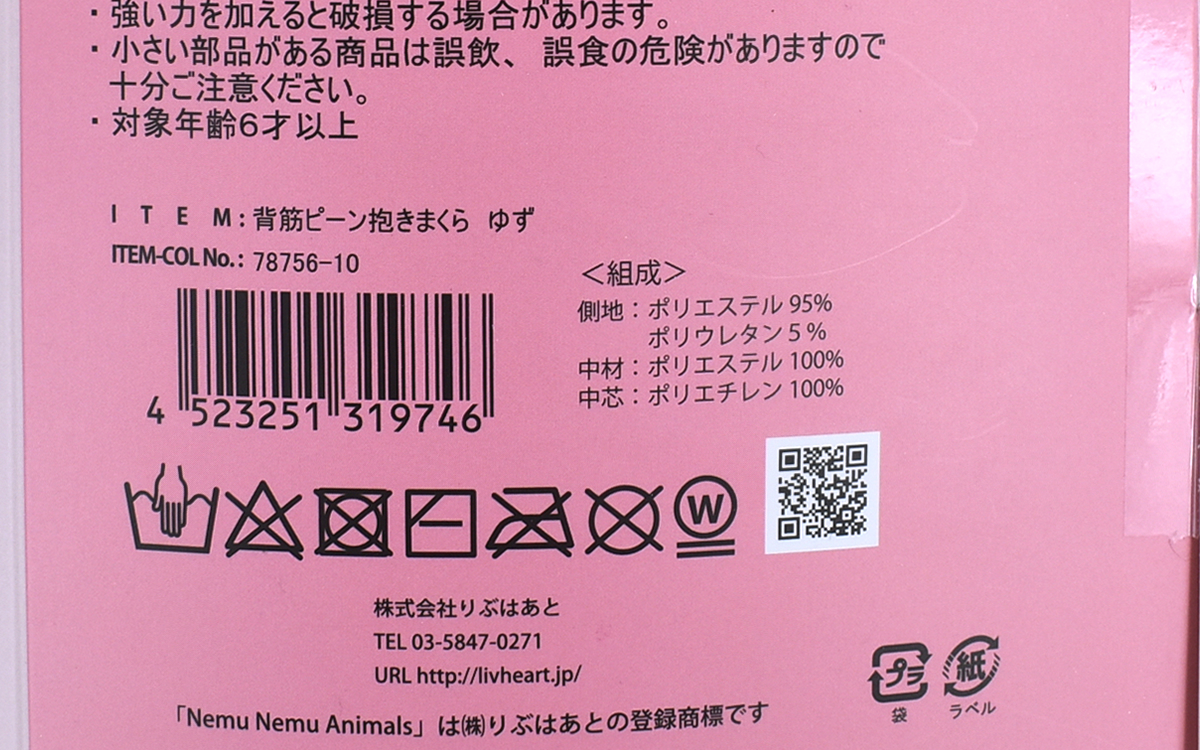 ・強い力を加えると破損する場合があります。
・小さい部品がある商品は誤飲、誤食の危険がありますので
十分ご注意ください。
・対象年齢6才以上
ITEM:背筋ピーン抱きまくら ゆず
ITEM-COL No.: 78756-10
<組成>
側地:ポリエステル 95%
ポリウレタン 5%
中材:ポリエステル 100%
中芯:ポリエチレン 100%
4 523251 319746
W
株式会社りぶはあと
TEL 03-5847-0271
URL http://livheart.jp/
「Nemu Nemu Animals」は㈱りぶはあとの登録商標です
プラ
袋
紙
ラベル